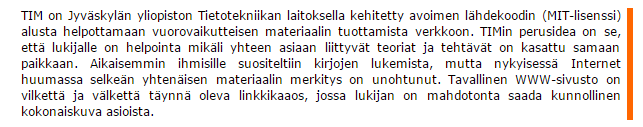 TIM on Jyväskylän yliopiston Tietotekniikan laitoksella kehitetty avoimen lähdekoodin (MIT-lisenssi)
alusta helpottamaan vuorovaikutteisen materiaalin tuottamista verkkoon. TIMin perusidea on se,
että lukijalle on helpointa mikäli yhteen asiaan liittyvät teoriat ja tehtävät on kasattu samaan
paikkaan. Aikaisemmin ihmisille suositeltiin kirjojen lukemista, mutta nykyisessä Internet
huumassa selkeän yhtenäisen materiaalin merkitys on unohtunut. Tavallinen WWW-sivusto on
vilkettä ja välkettä täynnä oleva linkkikaaos, jossa lukijan on mahdotonta saada kunnollinen
kokonaiskuva asioista.